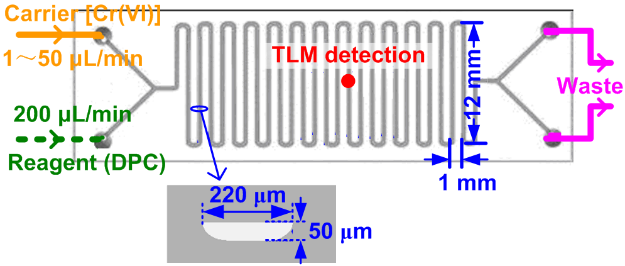 Carrier [Cr(VI)]
1～50 μL/min
TLM detection
12 mm
Waste
200 μL/min
Reagent (DPC)
1 mm
220 μm
50 μm